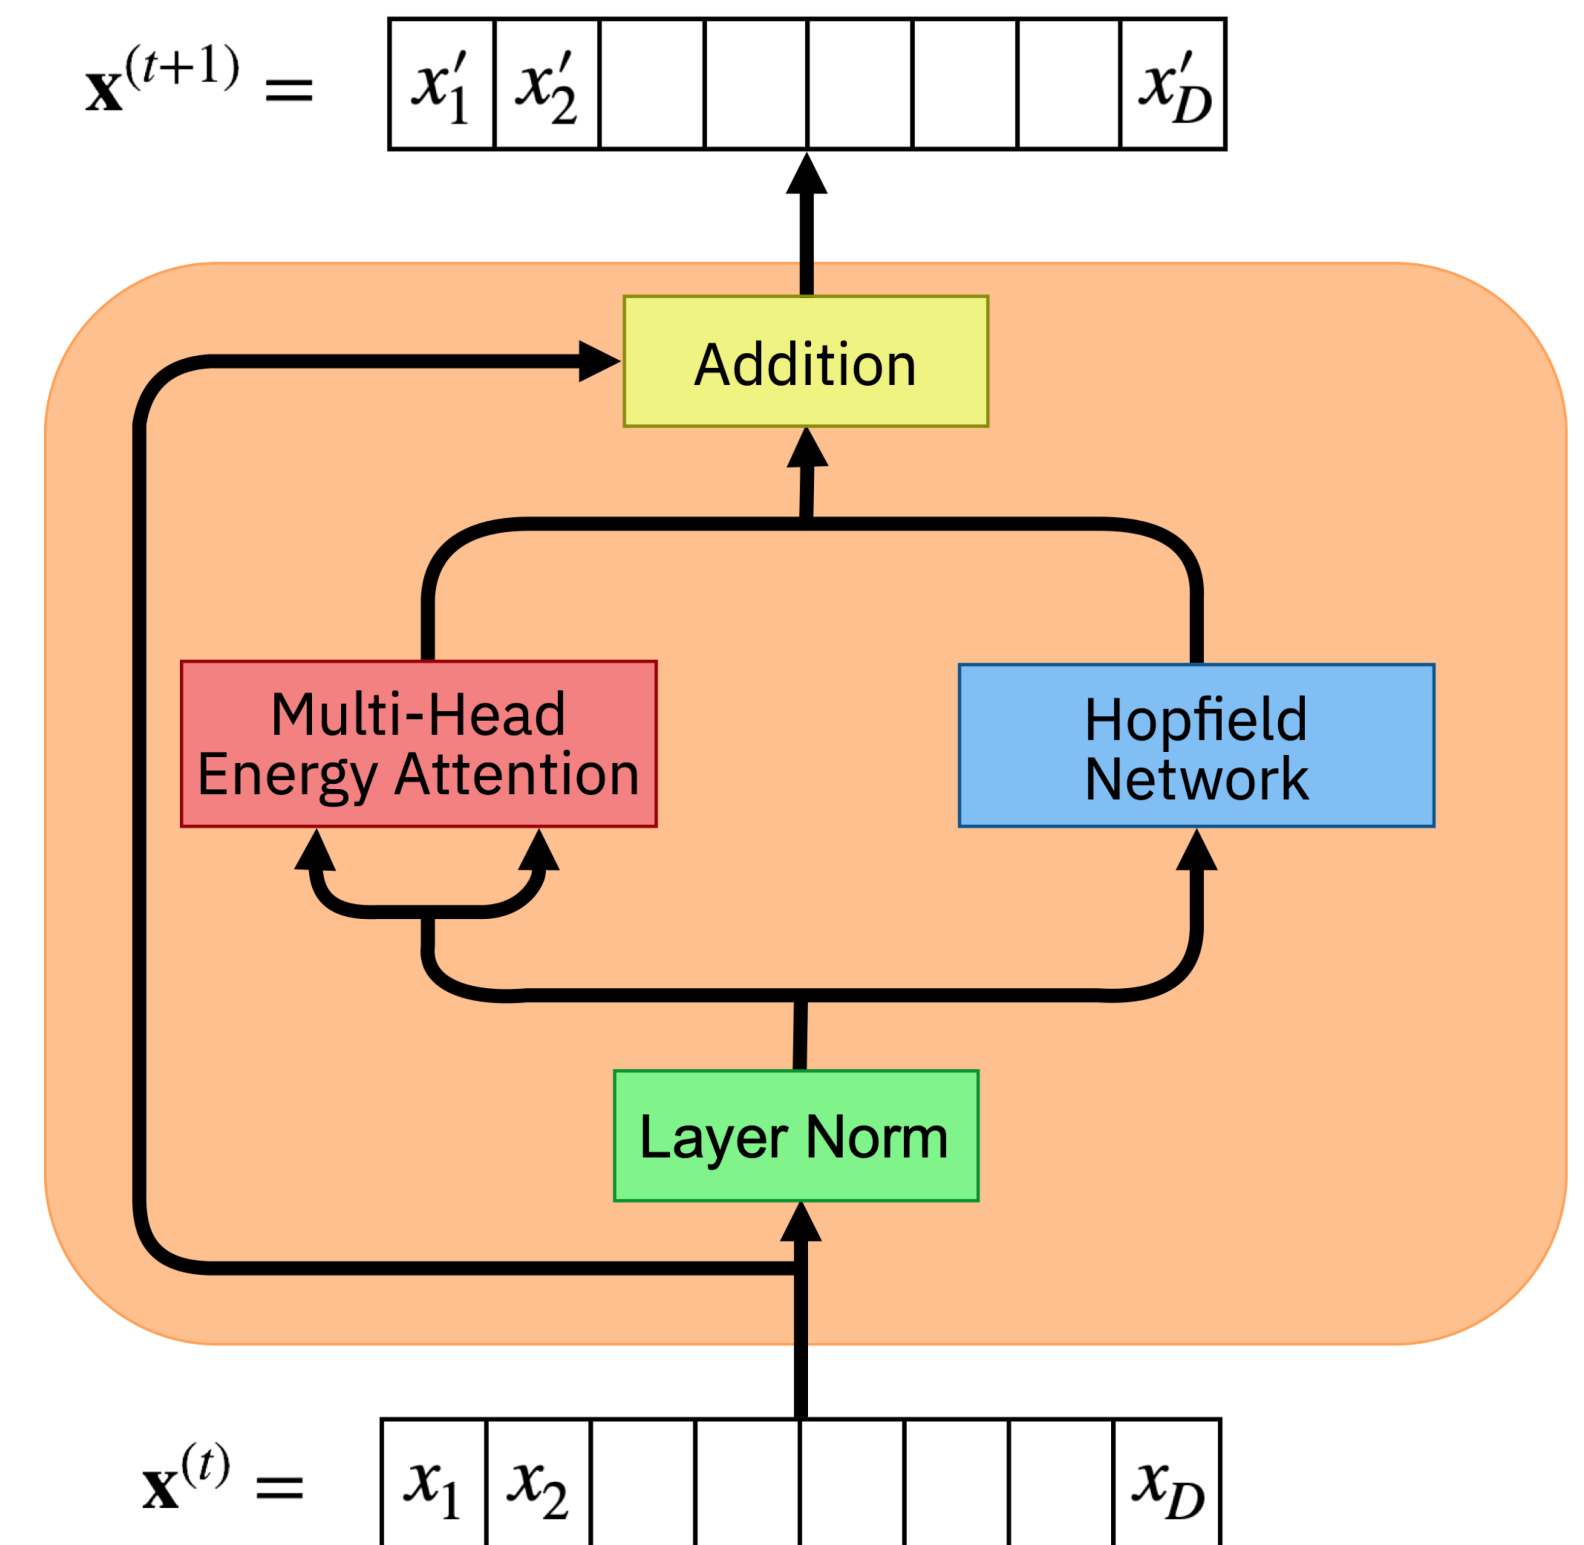 x^(t+1) = x′_1 x′_2 x′_D
Addition
Multi-Head
Energy Attention
Hopfield
Network
Layer Norm
x^(t) = x_1 x_2 x_D